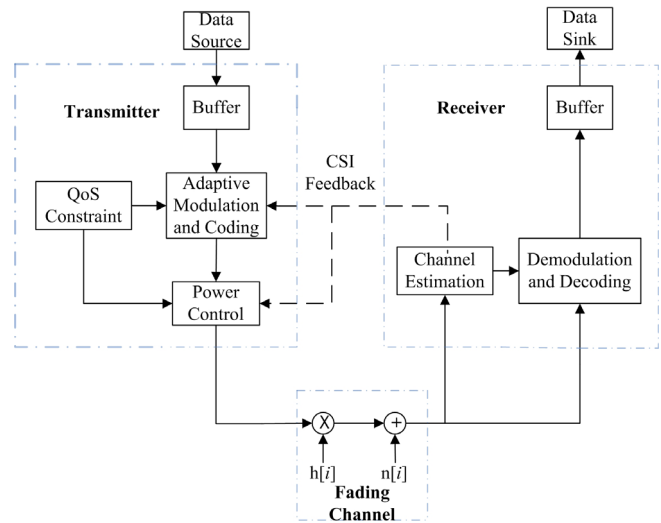 Data
Source
Data
Sink
Transmitter
Buffer
Receiver
Buffer
QoS
Constraint
Adaptive
Modulation
and Coding
CSI
Feedback
Channel
Estimation
Demodulation
and Decoding
Power
Control
X
+
h[i]
n[i]
Fading
Channel